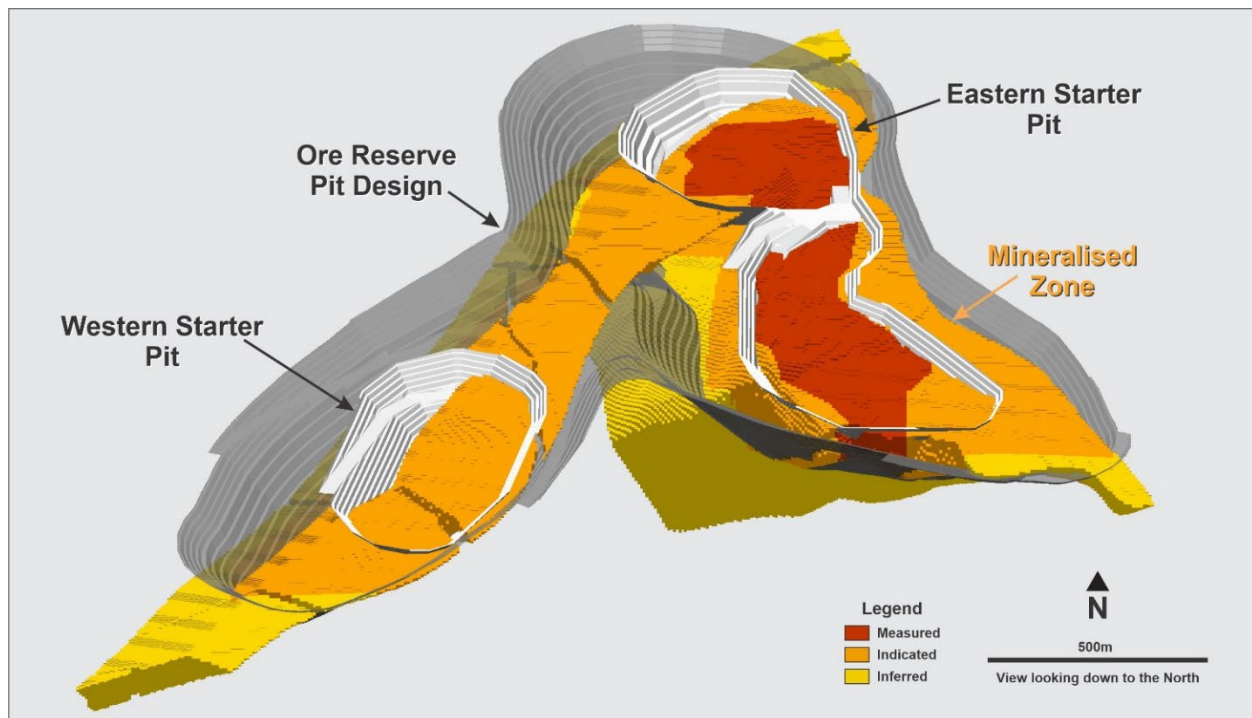 Eastern Starter
Pit
Ore Reserve
Pit Design
Mineralised
Zone
Western Starter
Pit
Legend
Measured
Indicated
Inferred
N
500m
View looking down to the North